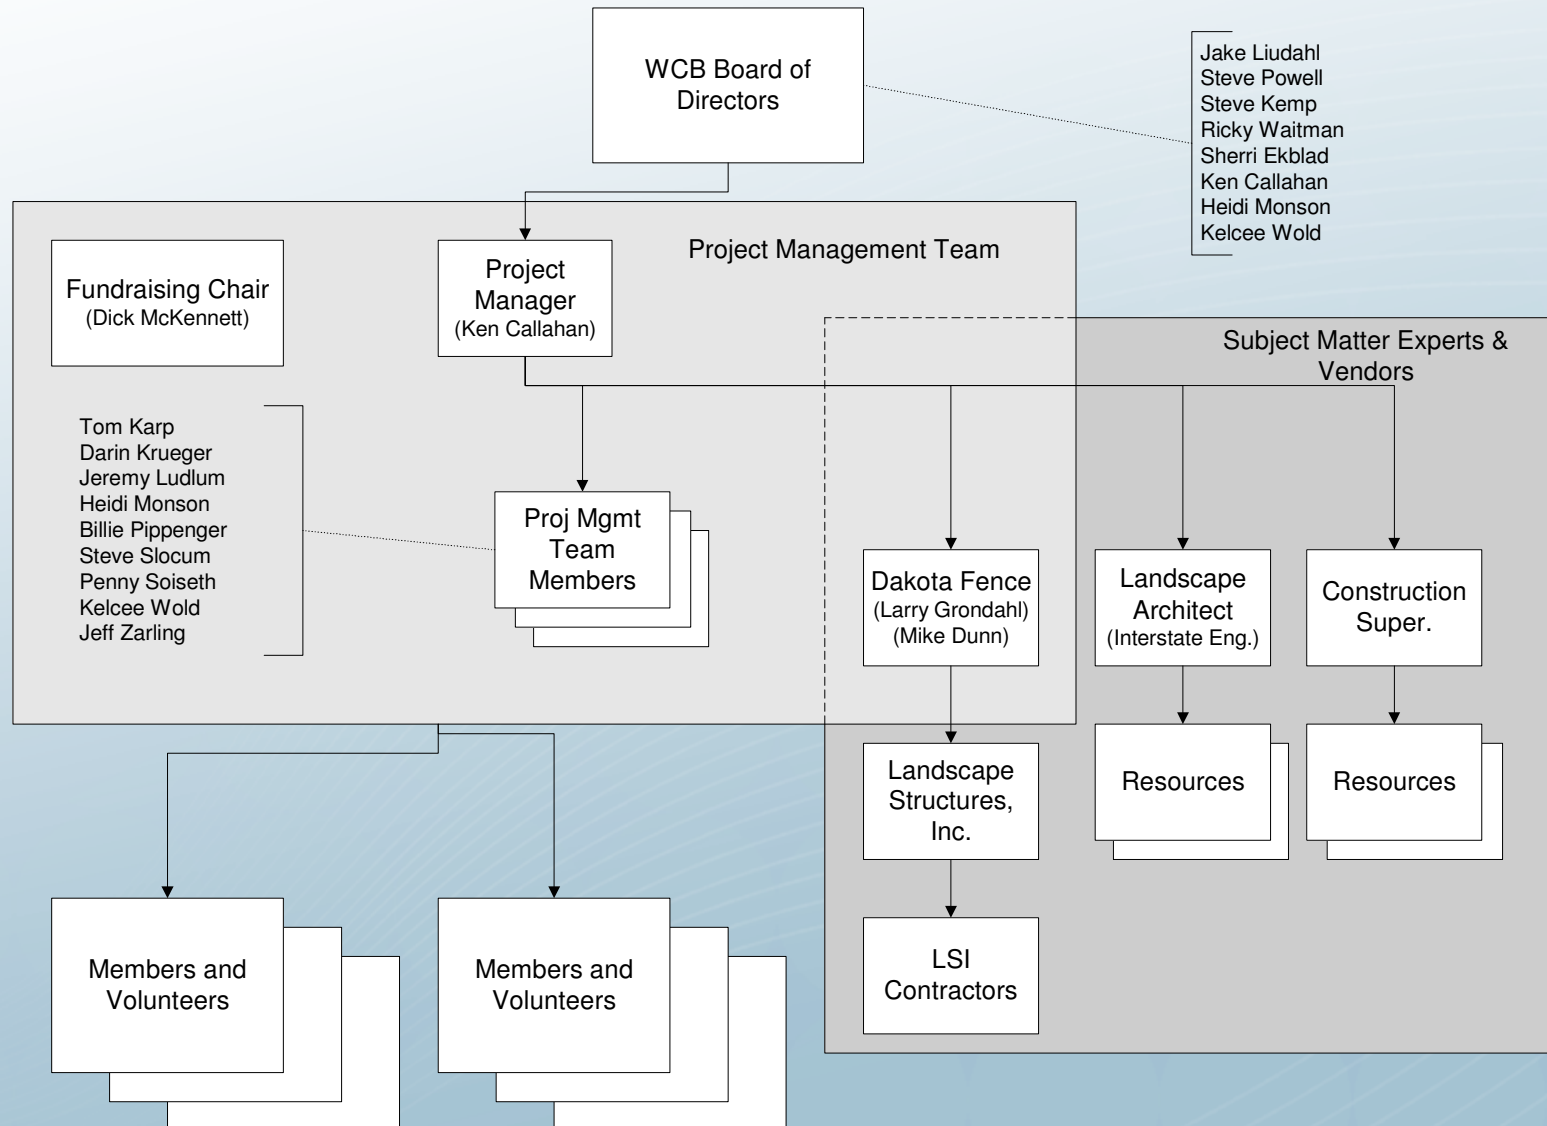 WCB Board of
Directors
Jake Liudahl
Steve Powell
Steve Kemp
Ricky Waitman
Sherri Ekblad
Ken Callahan
Heidi Monson
Kelcee Wold
Project Management Team
Fundraising Chair
(Dick McKennett)
Project
Manager
(Ken Callahan)
Subject Matter Experts &
Vendors
Tom Karp
Darin Krueger
Jeremy Ludlum
Heidi Monson
Billie Pippenger
Steve Slocum
Penny Soiseth
Kelcee Wold
Jeff Zarling
Proj Mgmt
Team
Members
Dakota Fence
(Larry Grondahl)
(Mike Dunn)
Landscape
Architect
(Interstate Eng.)
Construction
Super.
Landscape
Structures,
Inc.
Resources
Resources
Members and
Volunteers
Members and
Volunteers
LSI
Contractors